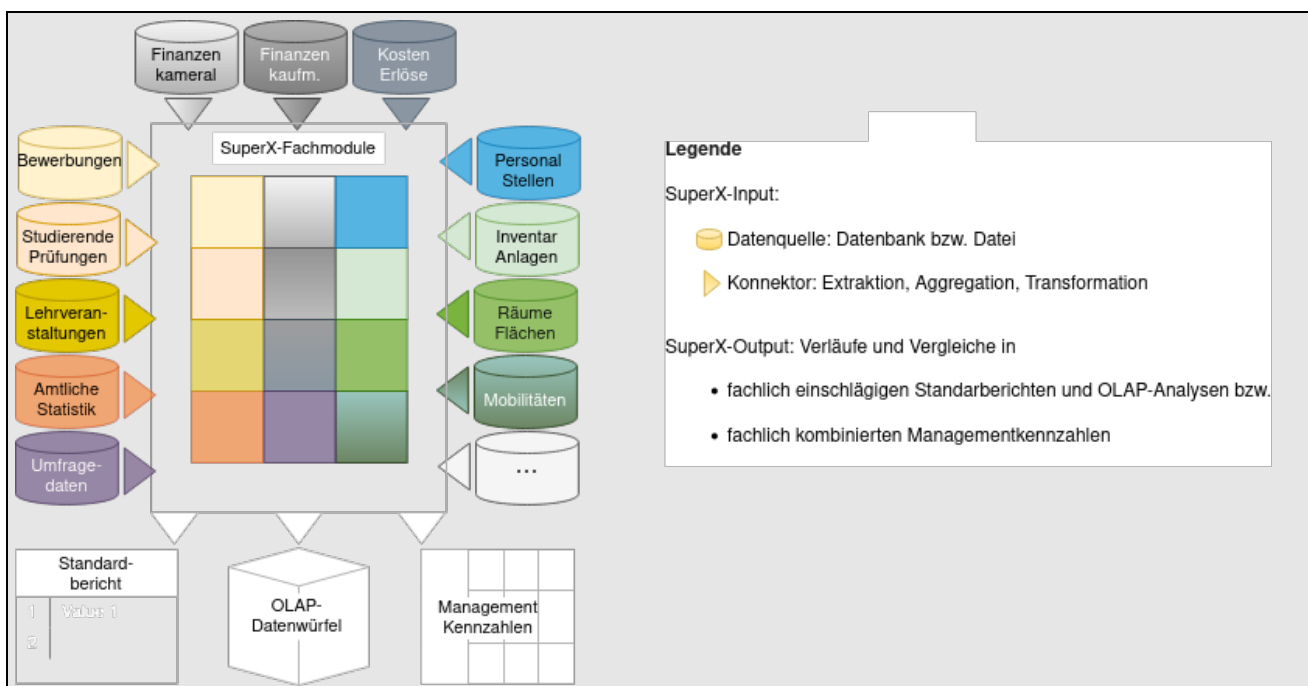 Finanzen
kameral
Finanzen
kaufm.
Kosten
Erlöse
SuperX-Fachmodule
Bewerbungen
Studierende
Prüfungen
Lehrveran-
staltungen
Amtliche
Statistik
Umfrage-
daten
Personal
Stellen
Inventar
Anlagen
Räume
Flächen
Mobilitäten
...
Standard-
bericht
1 Value 1
2
OLAP-
Datenwürfel
Management
Kennzahlen
Legende
SuperX-Input:
Datenquelle: Datenbank bzw. Datei
Konnektor: Extraktion, Aggregation, Transformation
SuperX-Output: Verläufe und Vergleiche in
• fachlich einschlägigen Standarberichten und OLAP-Analysen bzw.
• fachlich kombinierten Managementkennzahlen